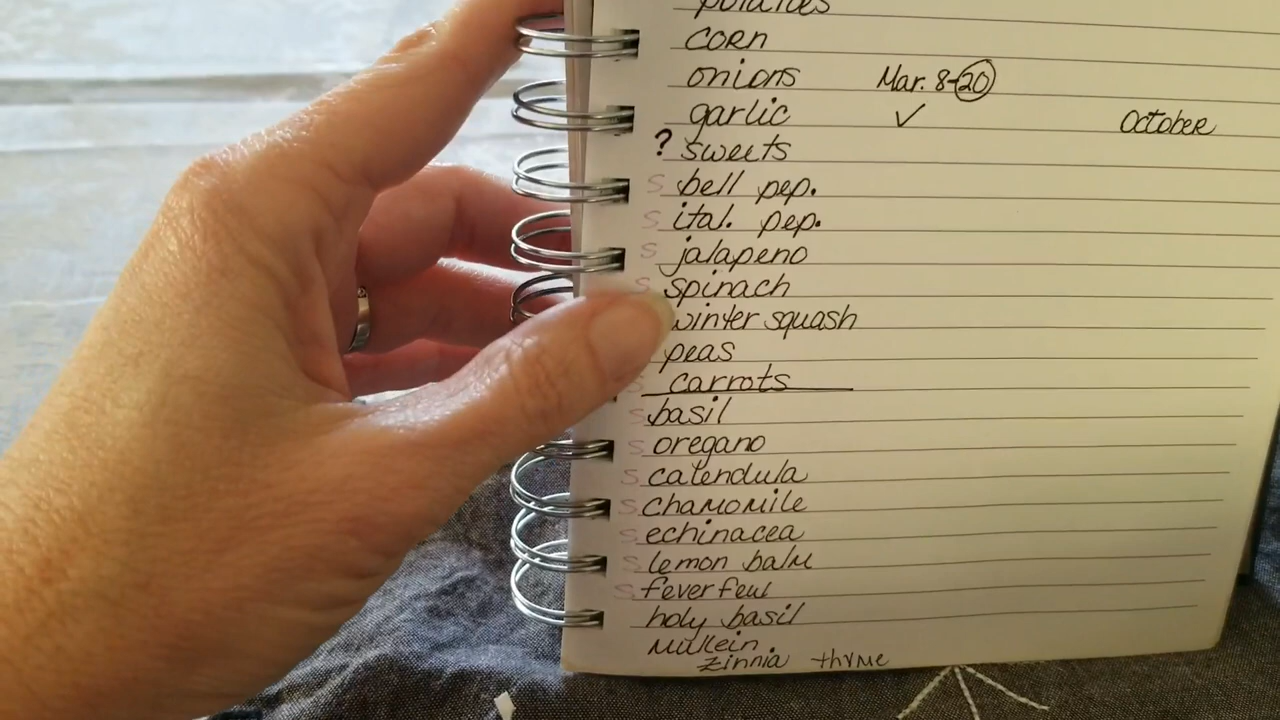 potatoes
CORN
onions Mar. 8-20
garlic ✓ October
? sweets
S bell pep.
S ital. pep.
S jalapeno
S spinach
winter squash
peas
carrots
S basil
S oregano
S calendula
S chamomile
S echinacea
S lemon balm
S feverfew
holy basil
mullein
zinnia thyme